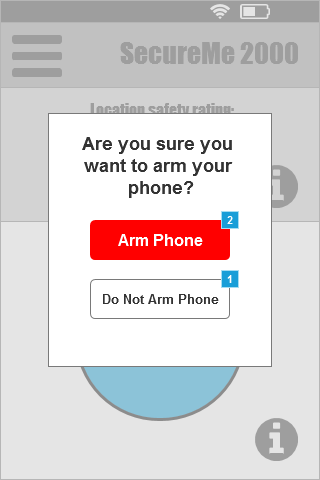 SecureMe 2000
Location safety rating:
Are you sure you
want to arm your
phone?
2
Arm Phone
1
Do Not Arm Phone
i
i